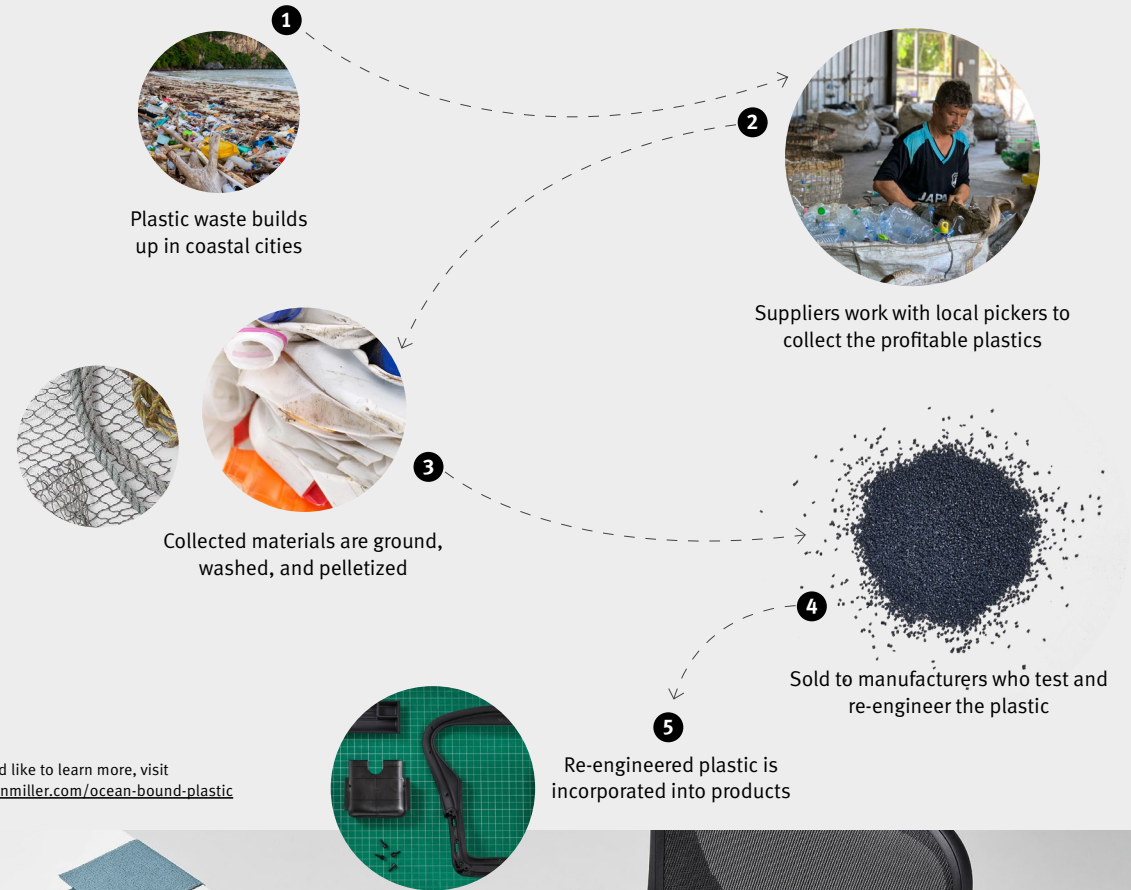 1
Plastic waste builds
up in coastal cities
2
JAPA
Suppliers work with local pickers to
collect the profitable plastics
3
Collected materials are ground,
washed, and pelletized
4
Sold to manufacturers who test and
re-engineer the plastic
5
Re-engineered plastic is
incorporated into products
d like to learn more, visit
nmiller.com/ocean-bound-plastic